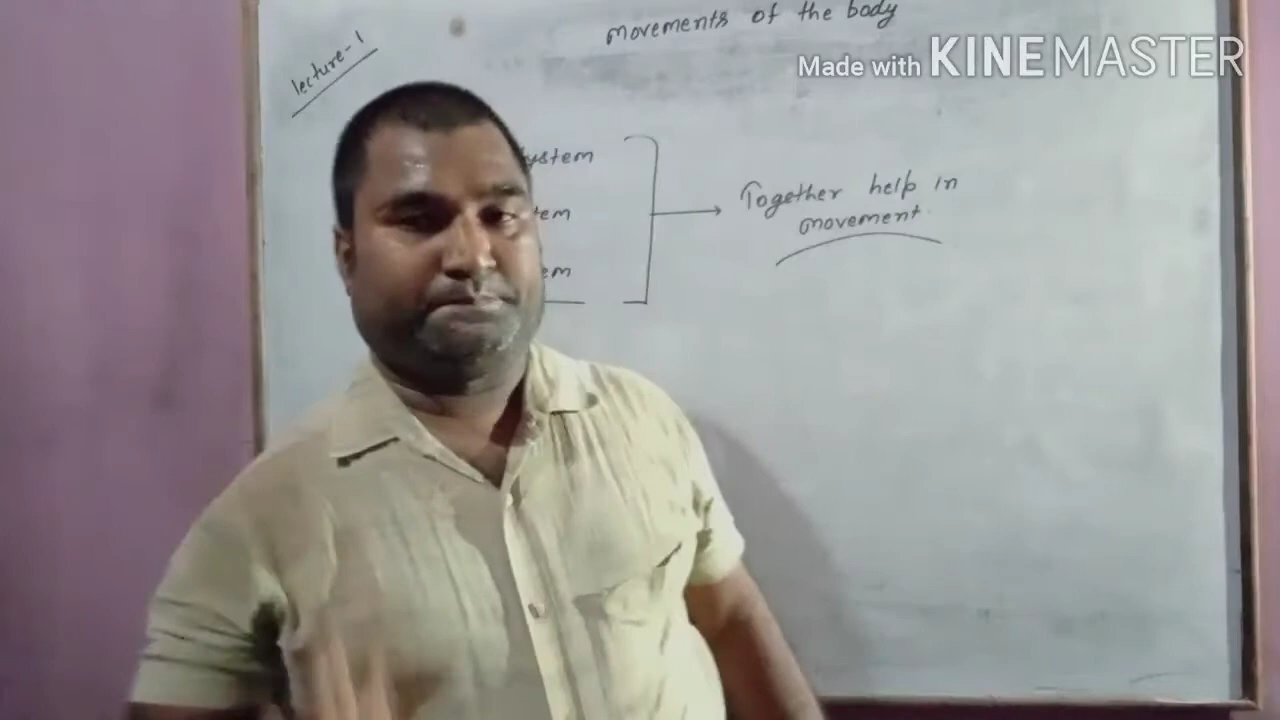 movements of the body
Made with KINEMASTER
lecture-1
ystem
tem
em
Together help in
movement.